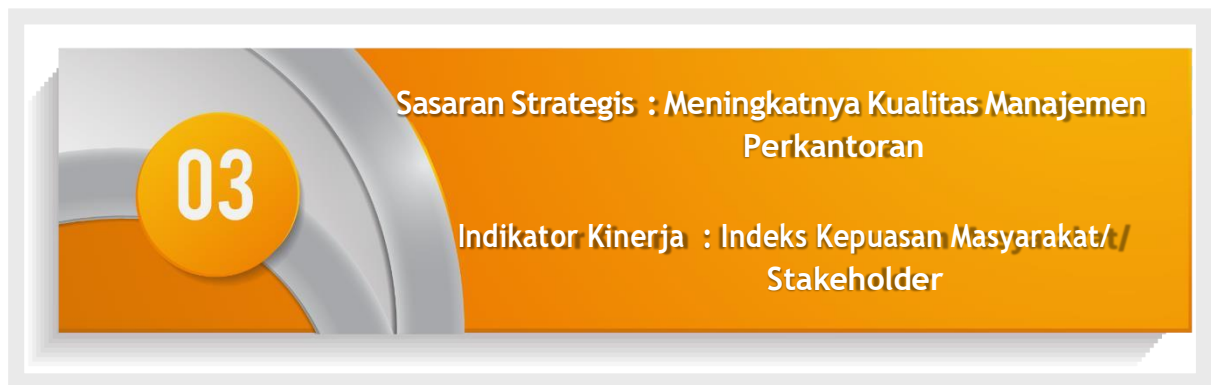 03
Sasaran Strategis : Meningkatnya Kualitas Manajemen
Perkantoran
Indikator Kinerja : Indeks Kepuasan Masyarakat/
Stakeholder